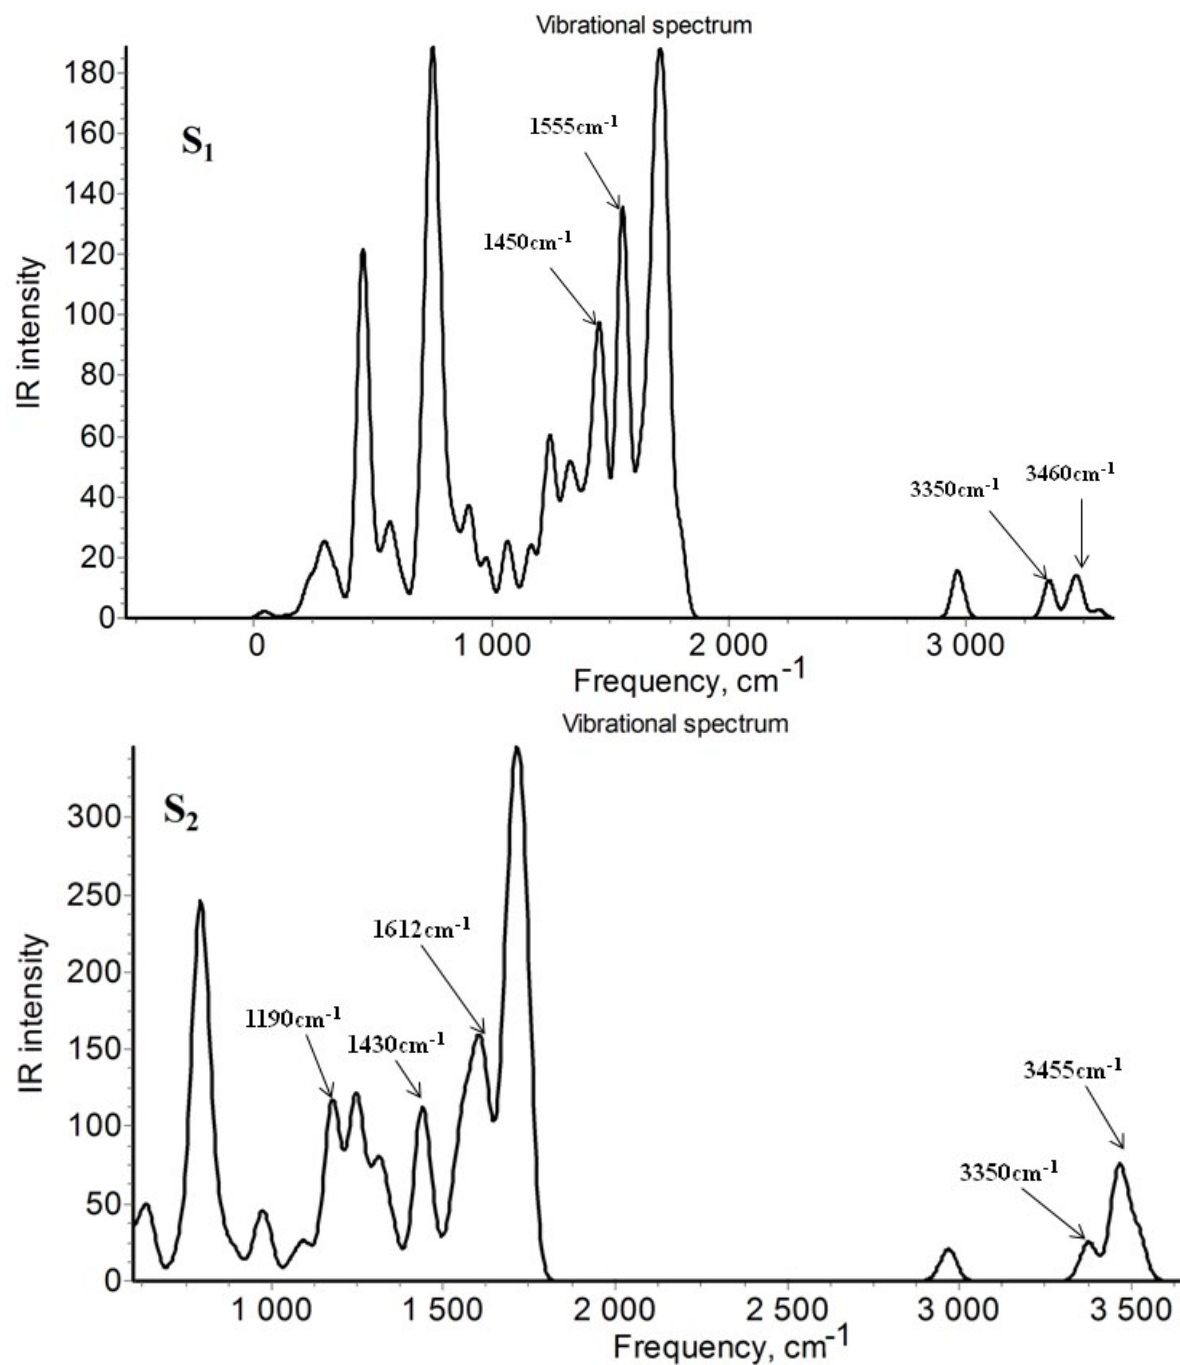 Vibrational spectrum
S1
IR intensity
180
160
140
120
100
80
60
40
20
0
1555cm-1
1450cm-1
3350cm-1
3460cm-1
0 1 000 2 000 3 000
Frequency, cm-1
Vibrational spectrum
S2
IR intensity
300
250
200
150
100
50
0
1612cm-1
1190cm-1
1430cm-1
3455cm-1
3350cm-1
1 000 1 500 2 000 2 500 3 000 3 500
Frequency, cm-1